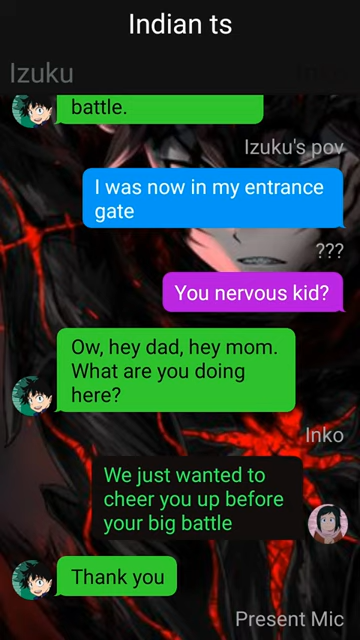 Indian ts
Izuku
Inko
battle.
Izuku's pov
I was now in my entrance
gate
???
You nervous kid?
Ow, hey dad, hey mom.
What are you doing
here?
Inko
We just wanted to
cheer you up before
your big battle
Thank you
Present Mic